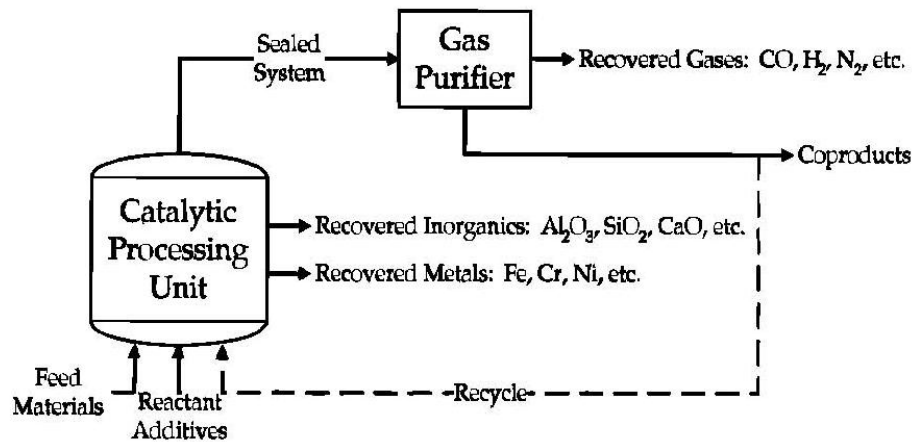 Sealed
System
Gas
Purifier
Recovered Gases: CO, H₂, N₂, etc.
Coproducts
Catalytic
Processing
Unit
Recovered Inorganics: Al₂O₃, SiO₂, CaO, etc.
Recovered Metals: Fe, Cr, Ni, etc.
Feed
Materials
Reactant
Additives
Recycle